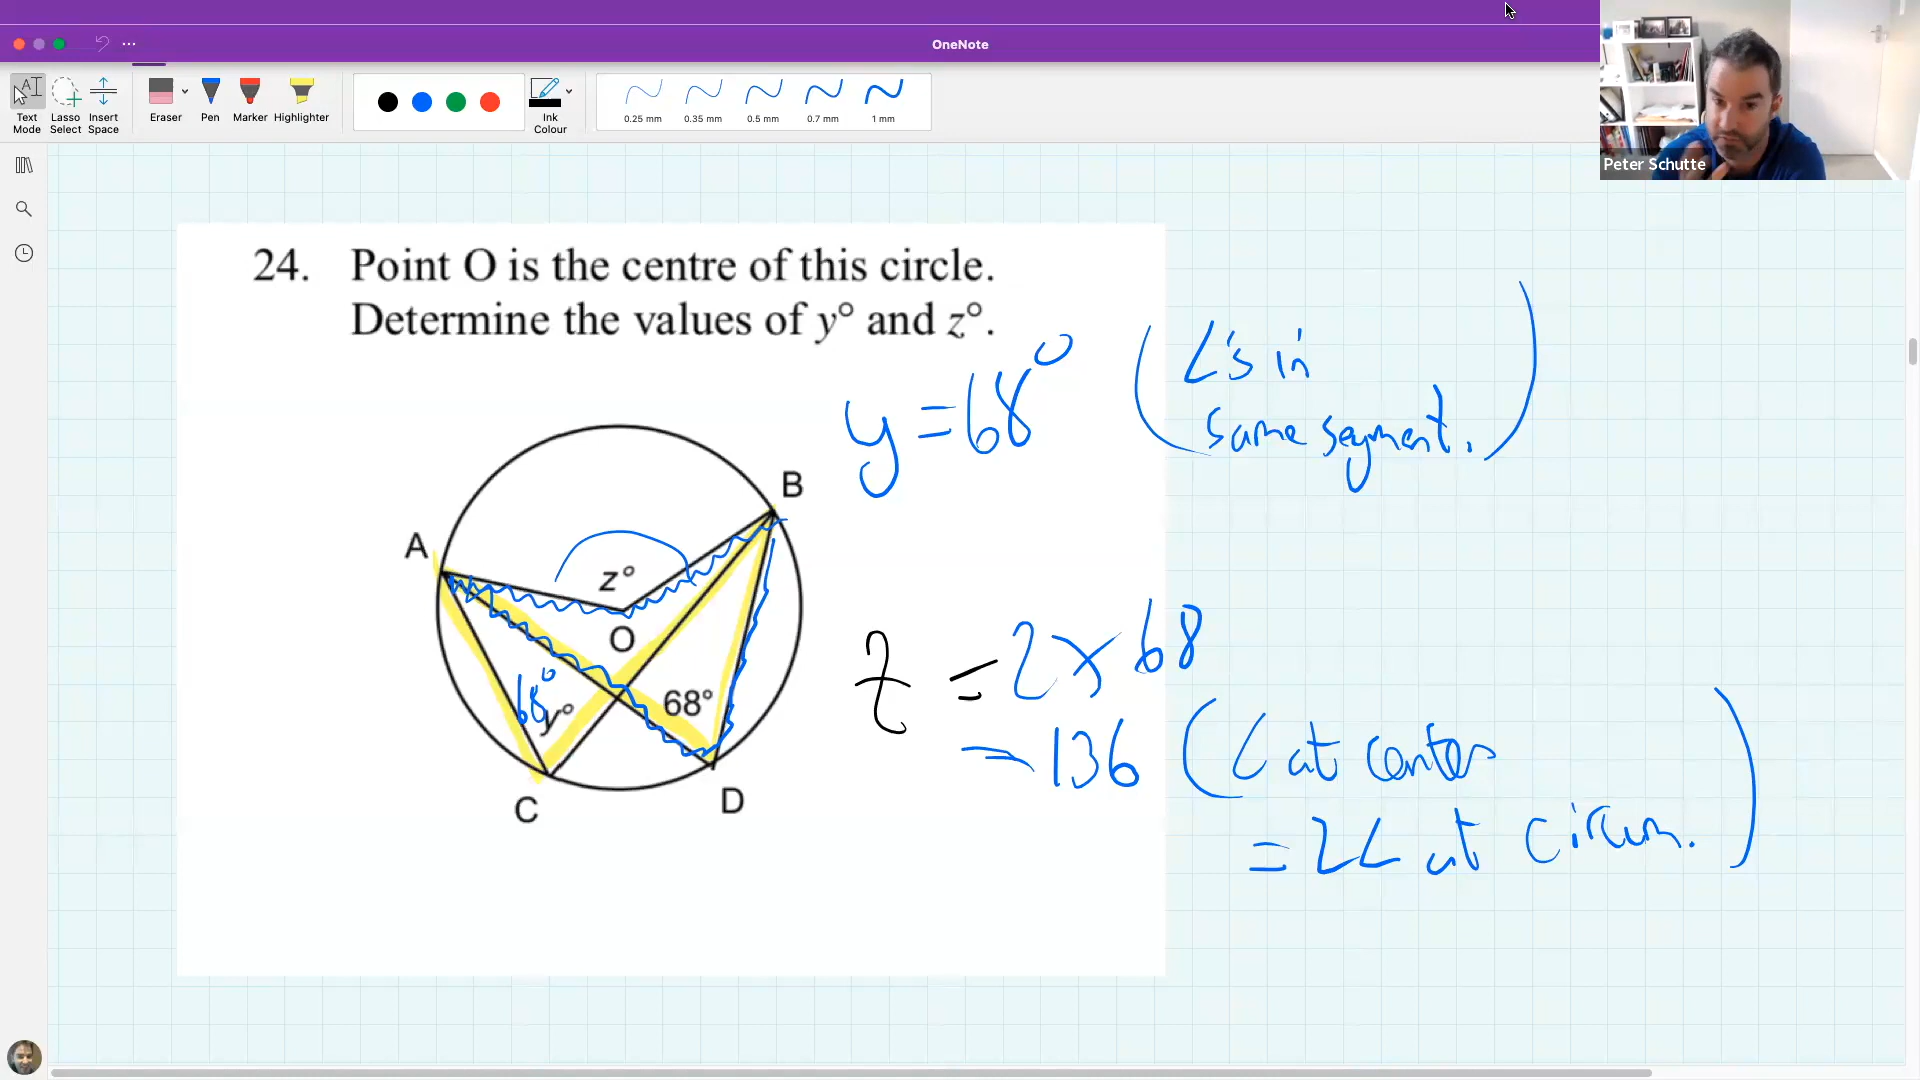 OneNote
Text Mode
Lasso Select
Insert Space
Eraser
Pen
Marker
Highlighter
Ink Colour
0.25 mm
0.35 mm
0.5 mm
0.7 mm
1 mm
Peter Schutte
24. Point O is the centre of this circle.
Determine the values of y° and z°.
y = 68° (∠'s in
same segment.)
B
A
z°
O
68°
y°
68°
C
D
z = 2 × 68
= 136 (∠ at center
= 2∠ at circum.)